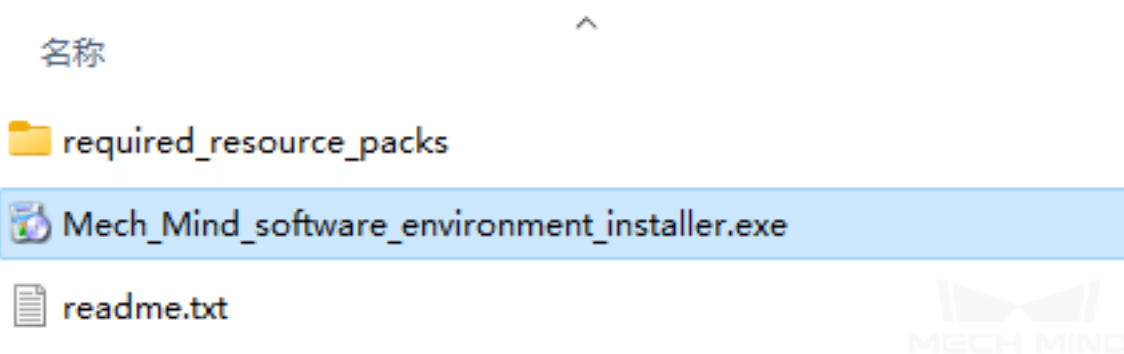 名称
required_resource_packs
Mech_Mind_software_environment_installer.exe
readme.txt
MECH MIND